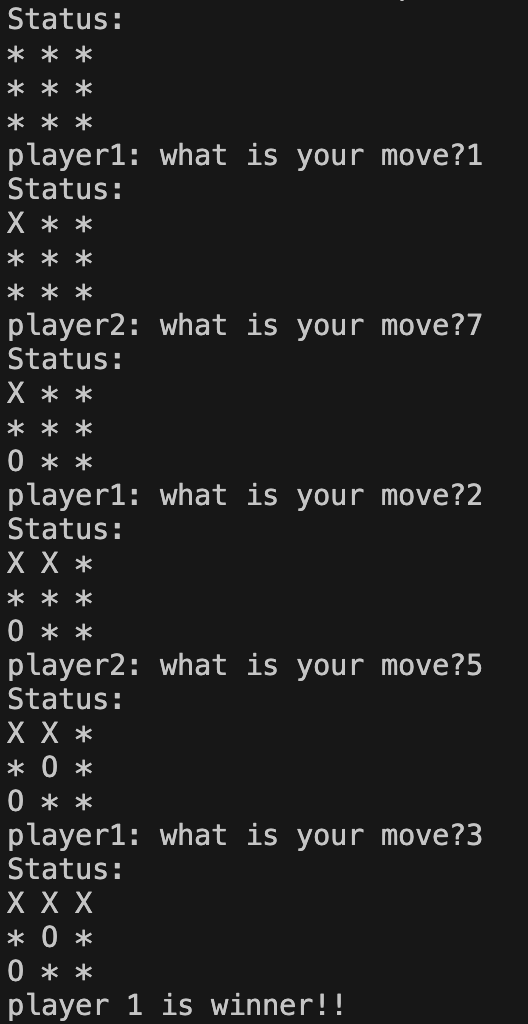 Status:
* * *
* * *
* * *
player1: what is your move?1
Status:
X * *
* * *
* * *
player2: what is your move?7
Status:
X * *
* * *
O * *
player1: what is your move?2
Status:
X X *
* * *
O * *
player2: what is your move?5
Status:
X X *
* O *
O * *
player1: what is your move?3
Status:
X X X
* O *
O * *
player 1 is winner!!